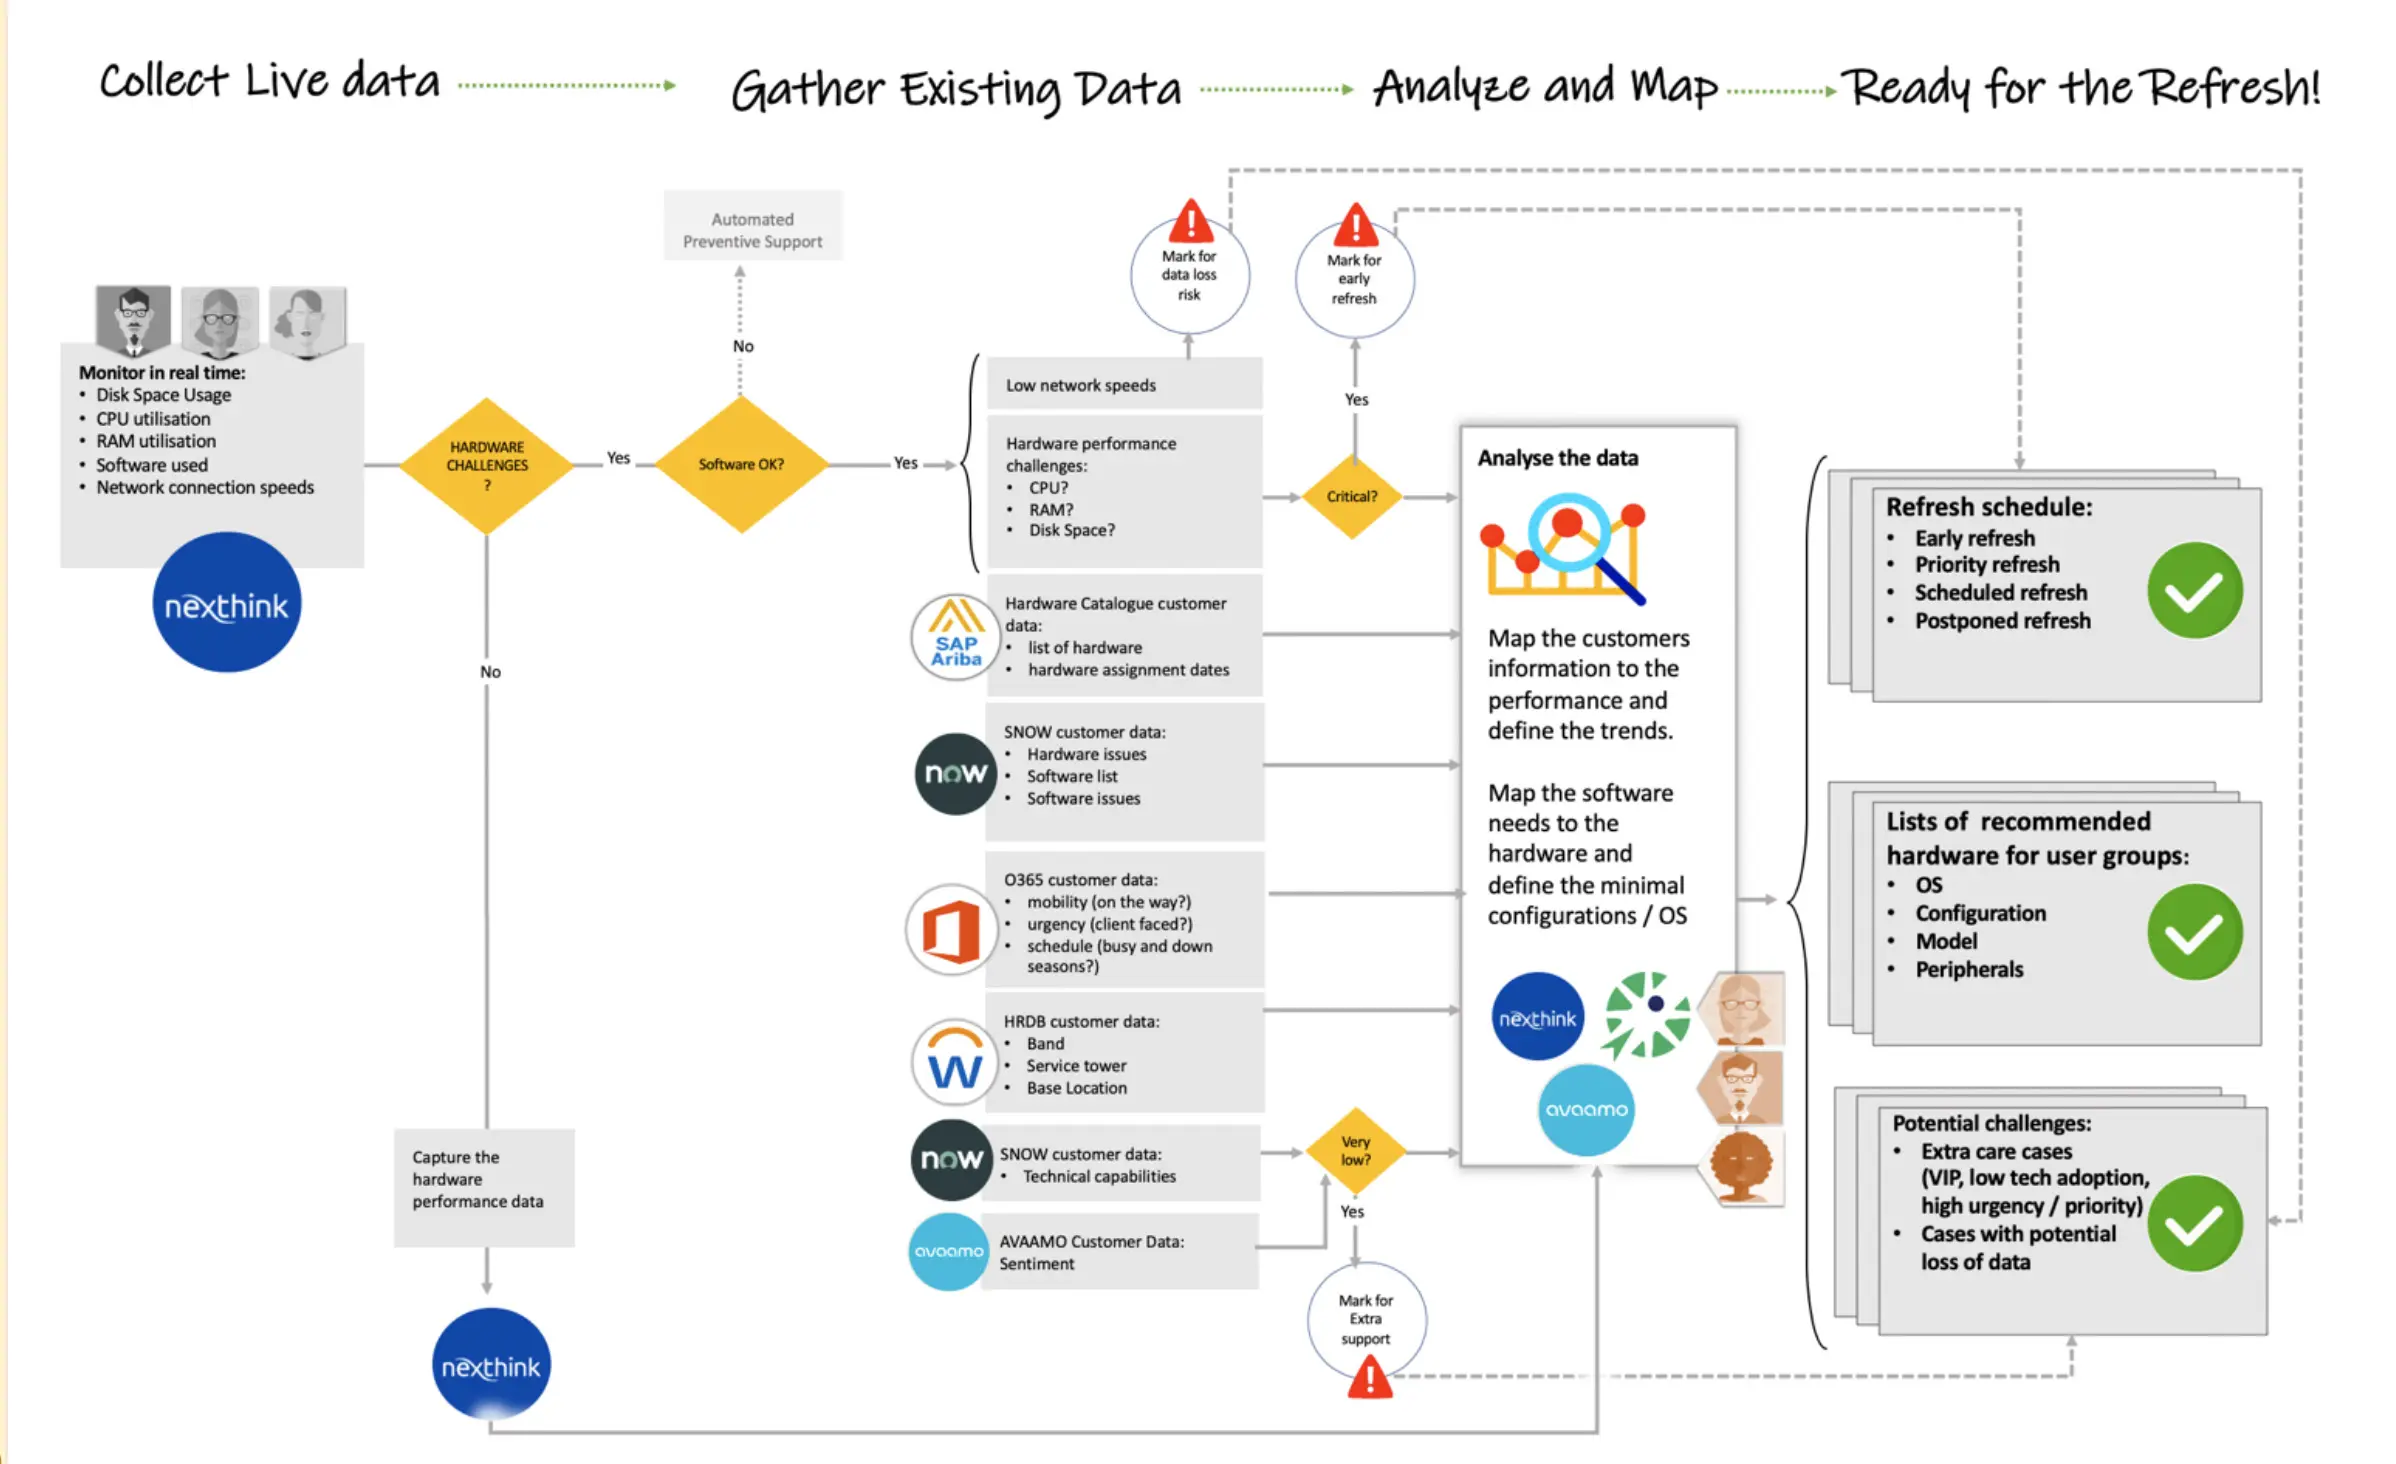 Collect Live data
Gather Existing Data
Analyze and Map
Ready for the Refresh!
Automated
Preventive Support
No
Monitor in real time:
• Disk Space Usage
• CPU utilisation
• RAM utilisation
• Software used
• Network connection speeds
nexthink
HARDWARE
CHALLENGES
?
Yes
Software OK?
Yes
No
Capture the
hardware
performance data
nexthink
Mark for
data loss
risk
Mark for
early
refresh
Low network speeds
Hardware performance
challenges:
• CPU?
• RAM?
• Disk Space?
Yes
Critical?
SAP
Ariba
Hardware Catalogue customer
data:
• list of hardware
• hardware assignment dates
now
SNOW customer data:
• Hardware issues
• Software list
• Software issues
O365 customer data:
• mobility (on the way?)
• urgency (client faced?)
• schedule (busy and down
seasons?)
W
HRDB customer data:
• Band
• Service tower
• Base Location
now
SNOW customer data:
• Technical capabilities
avaamo
AVAAMO Customer Data:
Sentiment
Very
low?
Yes
Mark for
Extra
support
Analyse the data
Map the customers
information to the
performance and
define the trends.
Map the software
needs to the
hardware and
define the minimal
configurations / OS
nexthink
avaamo
Refresh schedule:
• Early refresh
• Priority refresh
• Scheduled refresh
• Postponed refresh
Lists of recommended
hardware for user groups:
• OS
• Configuration
• Model
• Peripherals
Potential challenges:
• Extra care cases
(VIP, low tech adoption,
high urgency / priority)
• Cases with potential
loss of data